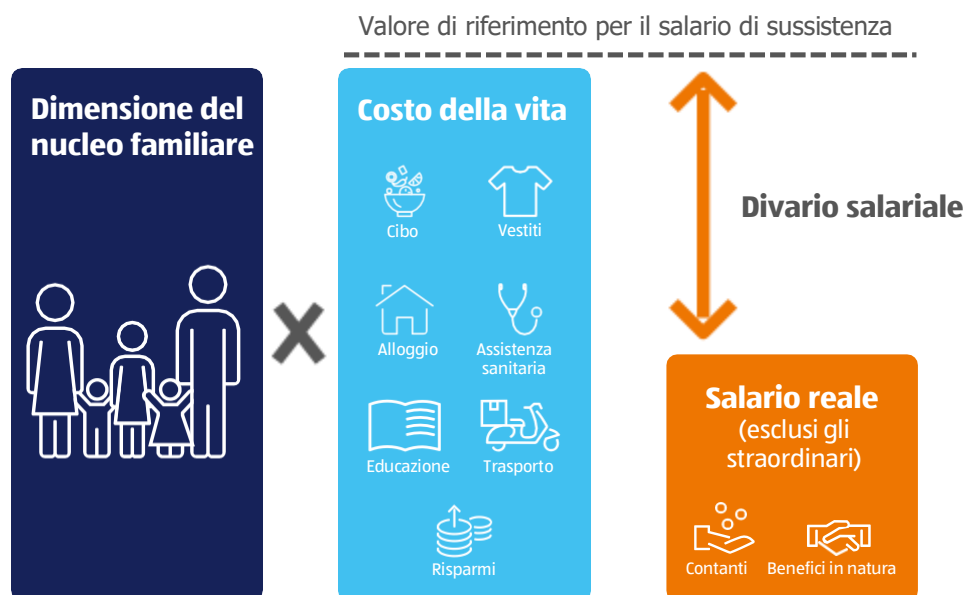 Valore di riferimento per il salario di sussistenza
Dimensione del
nucleo familiare
Costo della vita
Cibo
Vestiti
Alloggio
Assistenza
sanitaria
Educazione
Trasporto
Risparmi
Divario salariale
Salario reale
(esclusi gli
straordinari)
Contanti
Benefici in natura